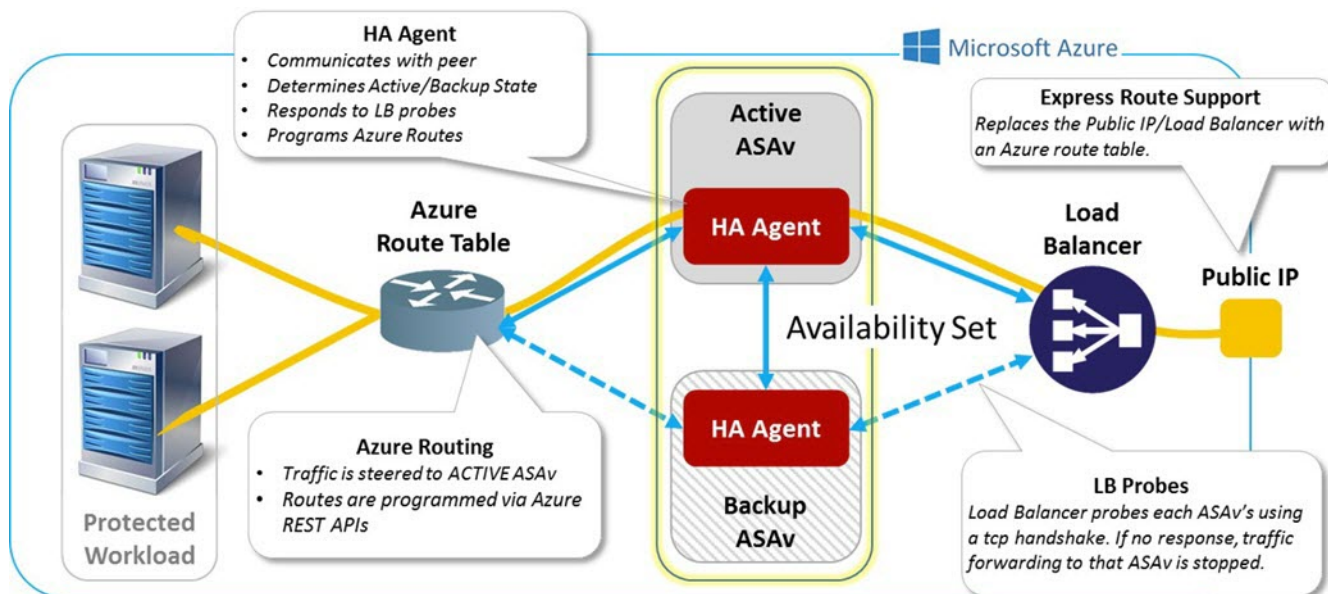 HA Agent
• Communicates with peer
• Determines Active/Backup State
• Responds to LB probes
• Programs Azure Routes
Microsoft Azure
Express Route Support
Replaces the Public IP/Load Balancer with
an Azure route table.
Active
ASAv
HA Agent
Azure
Route Table
Load
Balancer
Public IP
Availability Set
HA Agent
Backup
ASAv
Azure Routing
• Traffic is steered to ACTIVE ASAv
• Routes are programmed via Azure
REST APIs
Protected
Workload
LB Probes
Load Balancer probes each ASAv's using
a tcp handshake. If no response, traffic
forwarding to that ASAv is stopped.